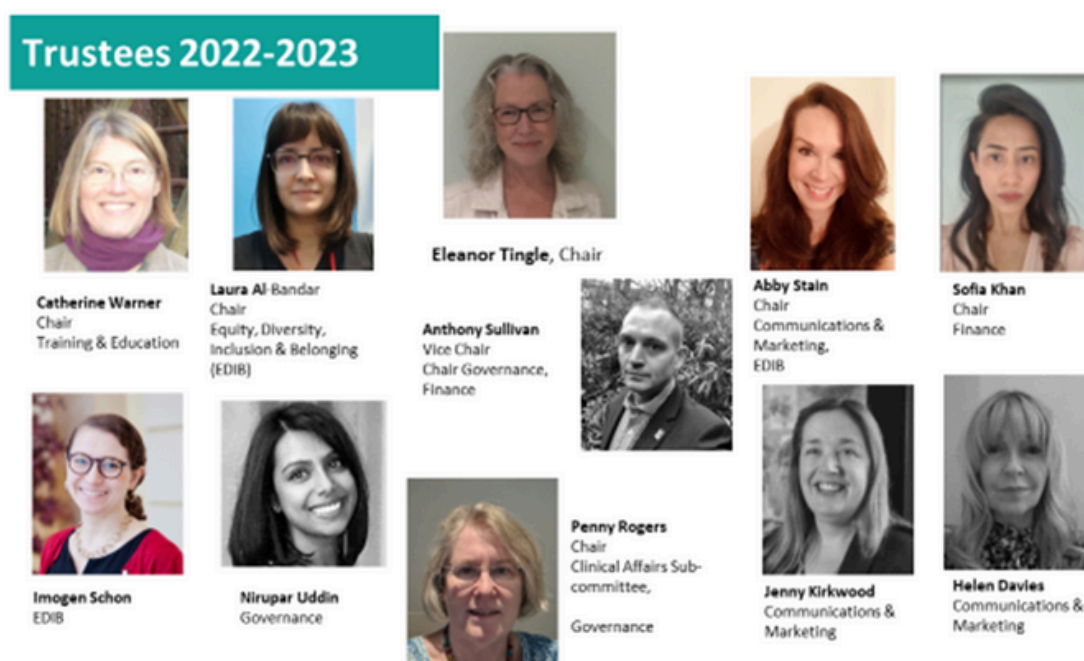 Trustees 2022-2023
Eleanor Tingle, Chair
Catherine Warner
Chair
Training & Education
Laura Al-Bandar
Chair
Equity, Diversity,
Inclusion & Belonging
(EDIB)
Anthony Sullivan
Vice Chair
Chair Governance,
Finance
Abby Stain
Chair
Communications &
Marketing,
EDIB
Sofia Khan
Chair
Finance
Imogen Schon
EDIB
Nirupar Uddin
Governance
Penny Rogers
Chair
Clinical Affairs Sub-
committee,
Governance
Jenny Kirkwood
Communications &
Marketing
Helen Davies
Communications &
Marketing